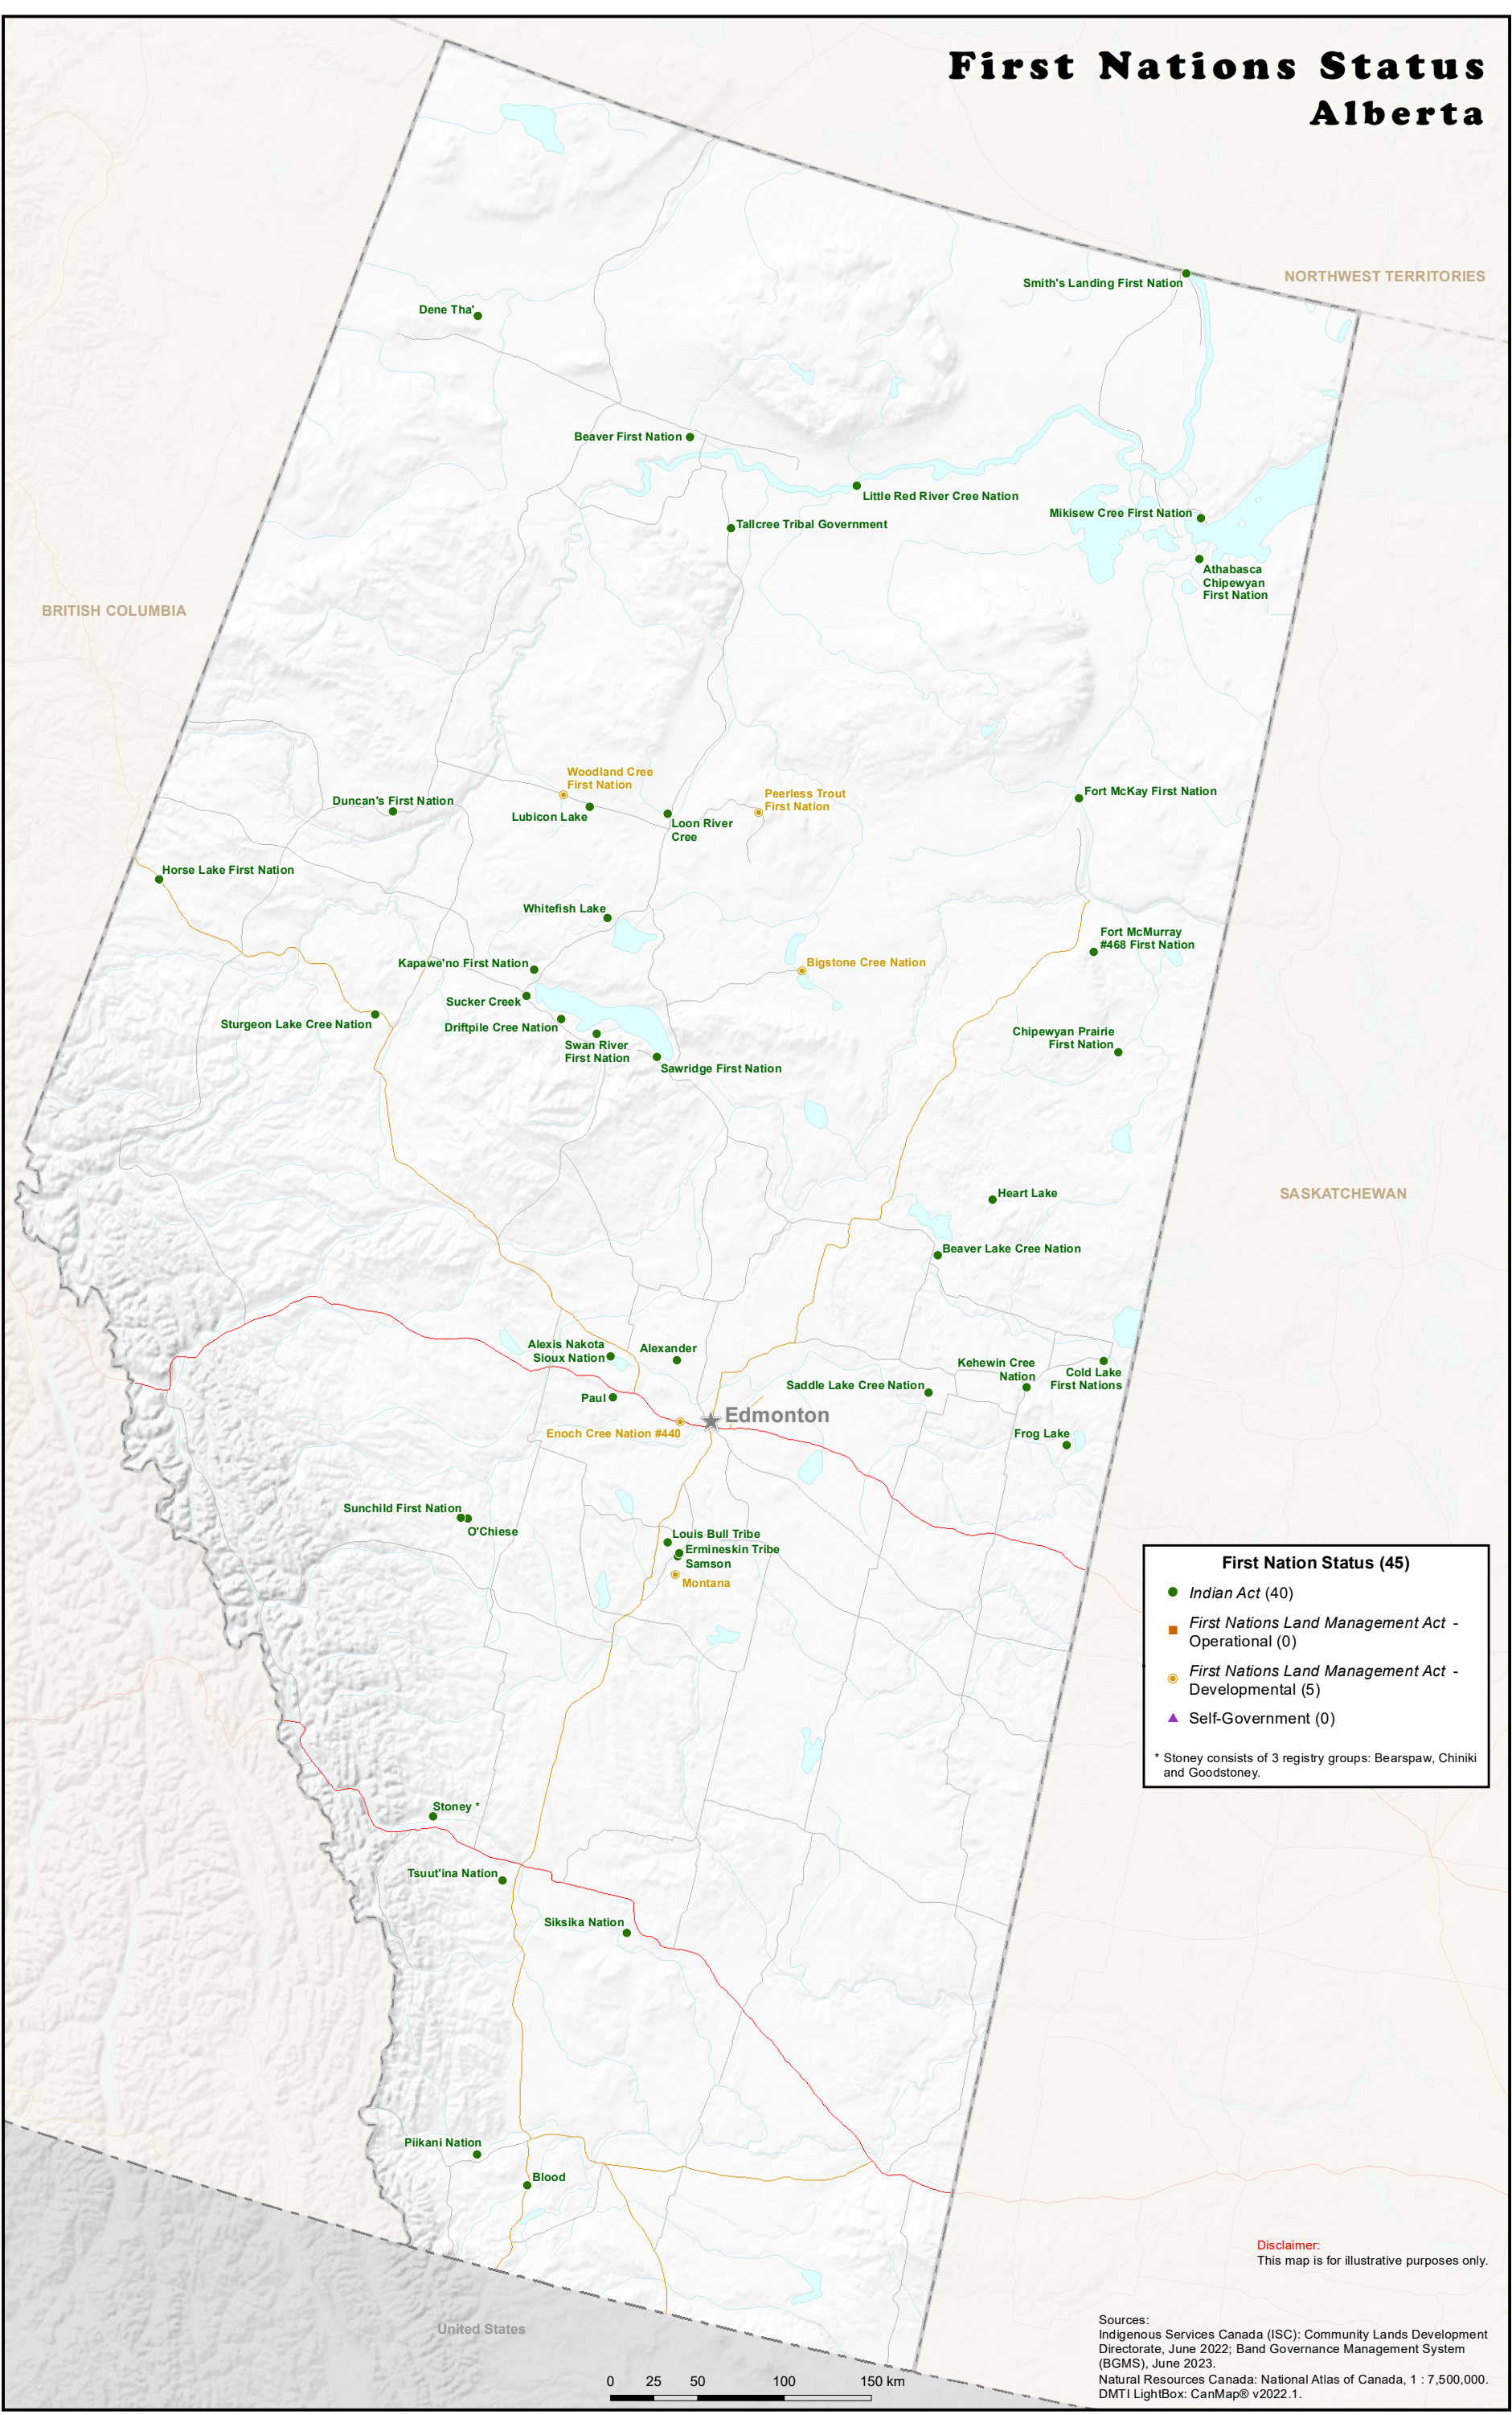 First Nations Status
Alberta
NORTHWEST TERRITORIES
Smith's Landing First Nation
Dene Tha'
Beaver First Nation
Little Red River Cree Nation
Mikisew Cree First Nation
Tallcree Tribal Government
Athabasca
Chipewyan
First Nation
BRITISH COLUMBIA
Woodland Cree
First Nation
Peerless Trout
First Nation
Fort McKay First Nation
Duncan's First Nation
Lubicon Lake
Loon River
Cree
Horse Lake First Nation
Whitefish Lake
Fort McMurray
#468 First Nation
Kapawe'no First Nation
Bigstone Cree Nation
Sucker Creek
Sturgeon Lake Cree Nation
Driftpile Cree Nation
Chipewyan Prairie
First Nation
Swan River
First Nation
Sawridge First Nation
Heart Lake
SASKATCHEWAN
Beaver Lake Cree Nation
Alexis Nakota
Sioux Nation
Alexander
Kehewin Cree
Nation
Cold Lake
First Nations
Saddle Lake Cree Nation
Paul
Edmonton
Enoch Cree Nation #440
Frog Lake
Sunchild First Nation
O'Chiese
Louis Bull Tribe
Ermineskin Tribe
Samson
Montana
First Nation Status (45)
Indian Act (40)
First Nations Land Management Act -
Operational (0)
First Nations Land Management Act -
Developmental (5)
Self-Government (0)
* Stoney consists of 3 registry groups: Bearspaw, Chiniki
and Goodstoney.
Stoney *
Tsuut'ina Nation
Siksika Nation
Piikani Nation
Blood
Disclaimer:
This map is for illustrative purposes only.
United States
Sources:
Indigenous Services Canada (ISC): Community Lands Development
Directorate, June 2022; Band Governance Management System
(BGMS), June 2023.
Natural Resources Canada: National Atlas of Canada, 1 : 7,500,000.
DMTI LightBox: CanMap® v2022.1.
0 25 50 100 150 km